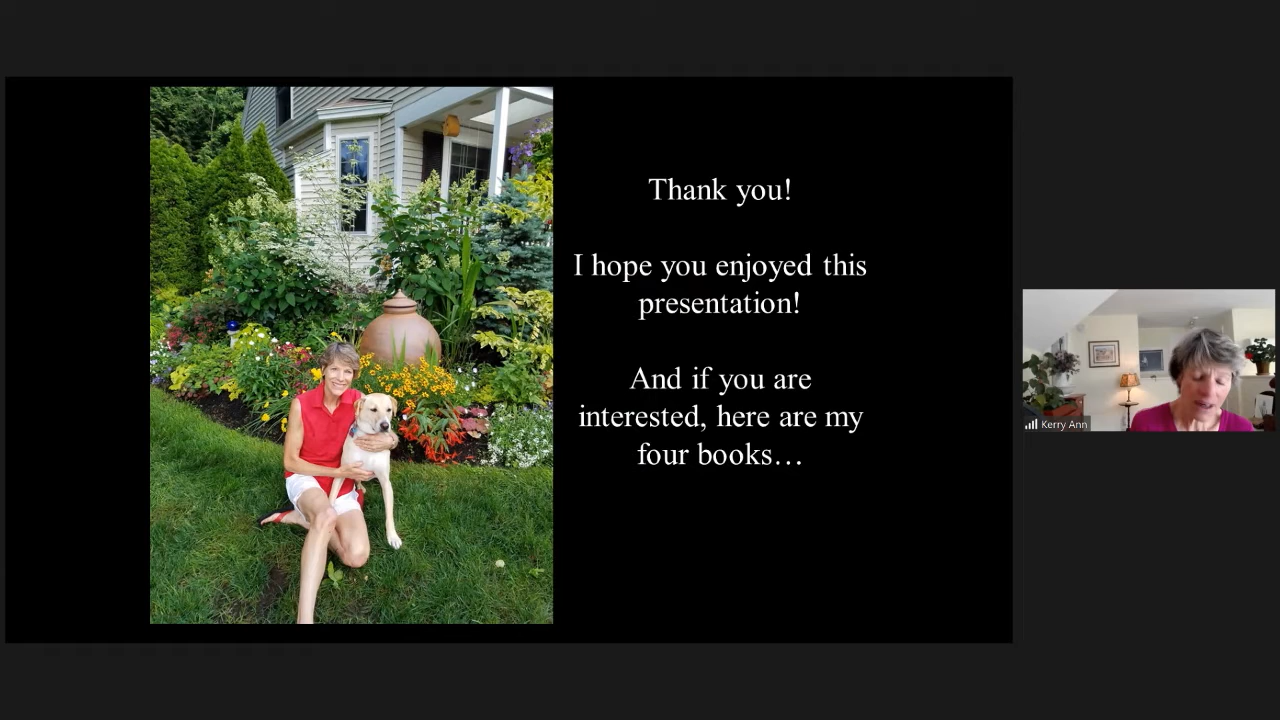 Thank you!
I hope you enjoyed this
presentation!
And if you are
interested, here are my
four books…
Kerry Ann